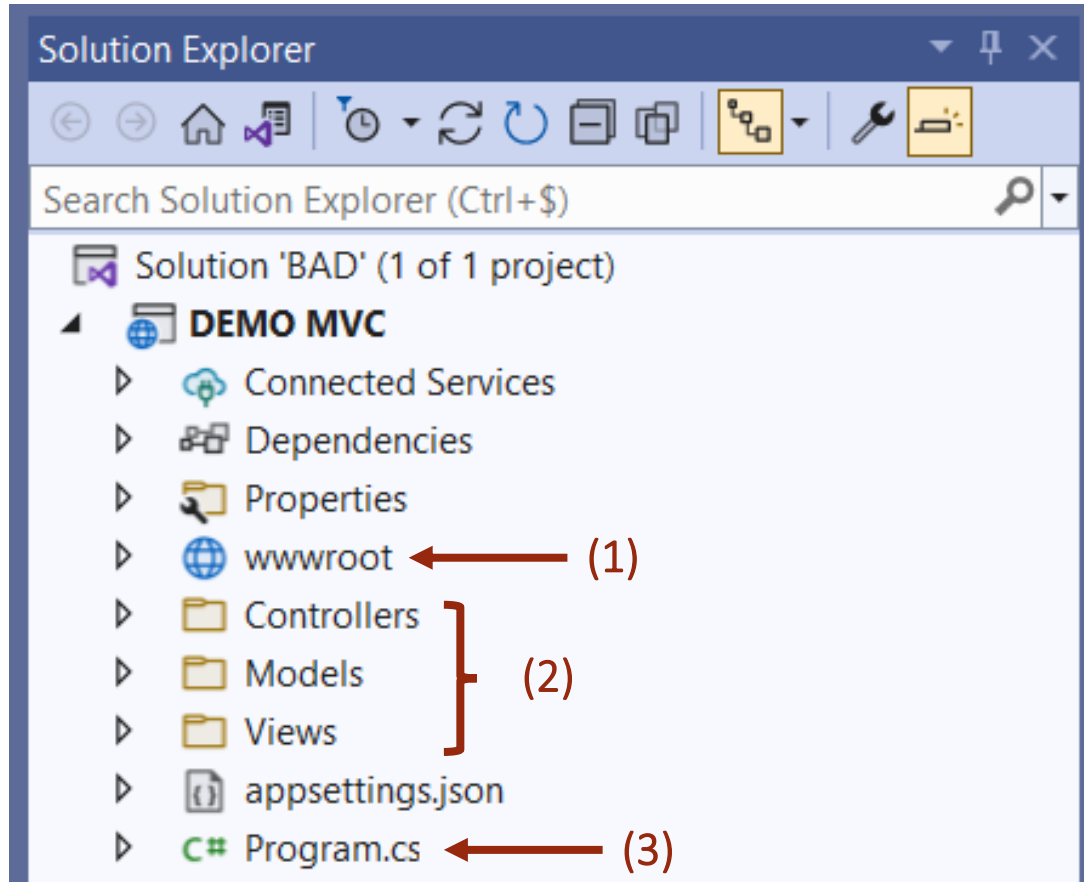 Solution Explorer
Search Solution Explorer (Ctrl+$)
Solution 'BAD' (1 of 1 project)
DEMO MVC
Connected Services
Dependencies
Properties
wwwroot (1)
Controllers
Models (2)
Views
appsettings.json
C# Program.cs (3)